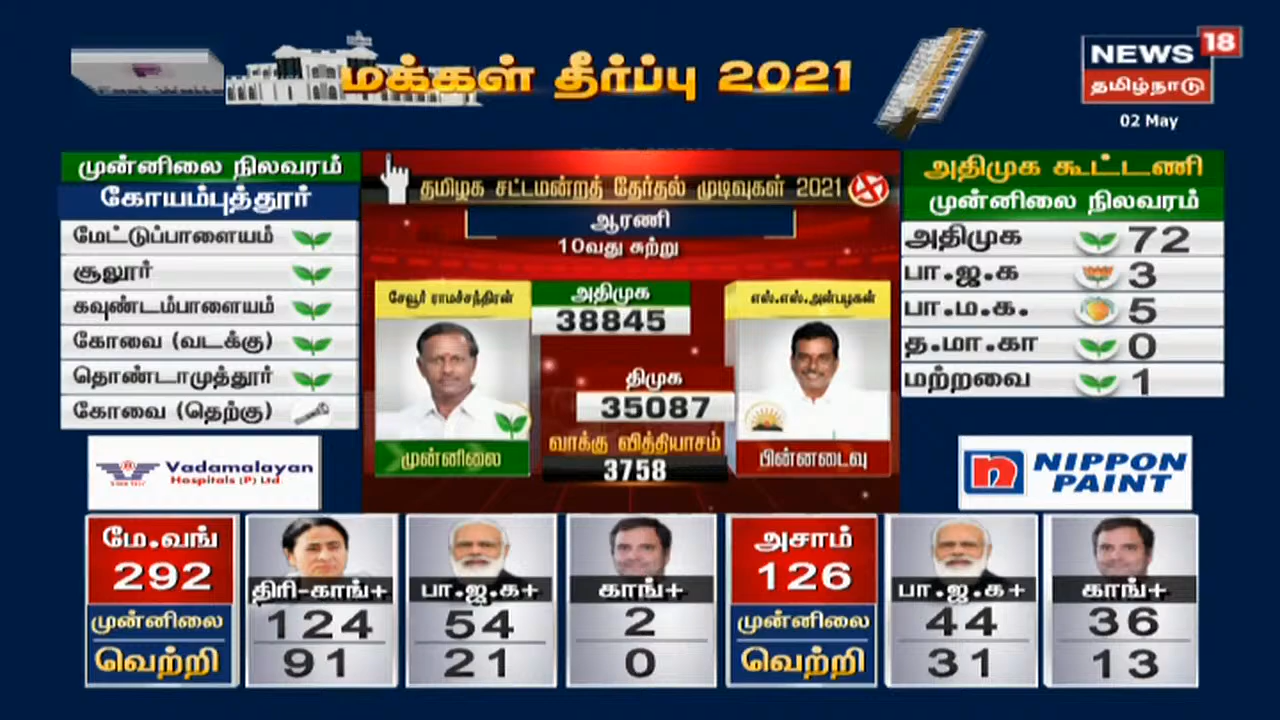 மக்கள் தீர்ப்பு 2021
NEWS 18
தமிழ்நாடு
02 May
முன்னிலை நிலவரம்
கோயம்புத்தூர்
மேட்டுப்பாளையம்
சூலூர்
கவுண்டம்பாளையம்
கோவை (வடக்கு)
தொண்டாமுத்தூர்
கோவை (தெற்கு)
தமிழக சட்டமன்றத் தேர்தல் முடிவுகள் 2021
ஆரணி
10வது சுற்று
சேவூர் ராமச்சந்திரன்
அதிமுக
38845
எஸ்.எஸ்.அன்பழகன்
திமுக
35087
வாக்கு வித்தியாசம்
3758
முன்னிலை
பின்னடைவு
அதிமுக கூட்டணி
முன்னிலை நிலவரம்
அதிமுக 72
பா.ஜ.க 3
பா.ம.க. 5
த.மா.கா 0
மற்றவை 1
Vadamalayan
Hospitals (P) Ltd
NIPPON
PAINT
மே.வங்
292
முன்னிலை
வெற்றி
திரி-காங்+
124
91
பா.ஜ.க+
54
21
காங்+
2
0
அசாம்
126
முன்னிலை
வெற்றி
பா.ஜ.க+
44
31
காங்+
36
13